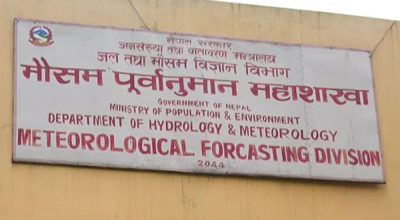 नेपाल सरकार
जनसंख्या तथा वातावरण मन्त्रालय
जल तथा मौसम विज्ञान विभाग
मौसम पूर्वानुमान महाशाखा
GOVERNMENT OF NEPAL
MINISTRY OF POPULATION & ENVIRONMENT
DEPARTMENT OF HYDROLOGY & METEOROLOGY
METEOROLOGICAL FORCASTING DIVISION
2044